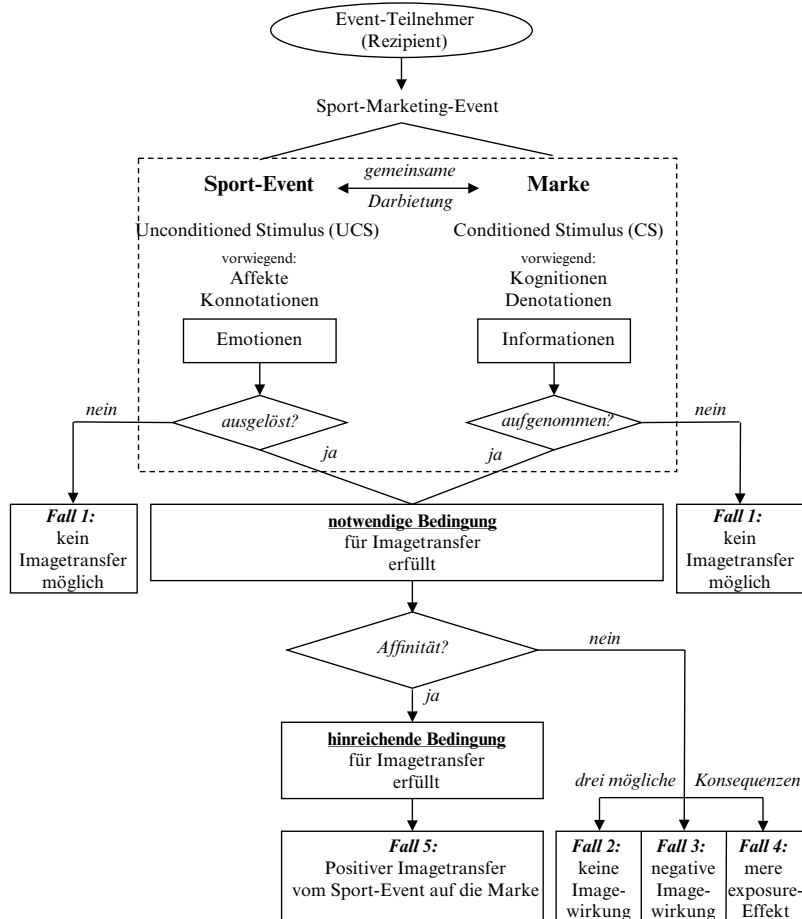 Event-Teilnehmer
(Rezipient)
Sport-Marketing-Event
gemeinsame
Sport-Event
Marke
Darbietung
Unconditioned Stimulus (UCS)
Conditioned Stimulus (CS)
vorwiegend:
Affekte
Konnotationen
vorwiegend:
Kognitionen
Denotationen
Emotionen
Informationen
nein
ausgelöst?
aufgenommen?
nein
ja
ja
Fall 1:
kein
Imagetransfer
möglich
notwendige Bedingung
für Imagetransfer
erfüllt
Fall 1:
kein
Imagetransfer
möglich
Affinität?
nein
ja
hinreichende Bedingung
für Imagetransfer
erfüllt
drei mögliche
Konsequenzen
Fall 5:
Positiver Imagetransfer
vom Sport-Event auf die Marke
Fall 2:
keine
Image-
wirkung
Fall 3:
negative
Image-
wirkung
Fall 4:
mere
exposure-
Effekt